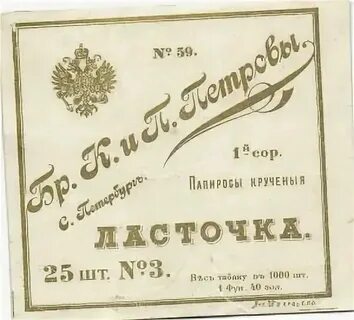 № 59.
Бр. К. и П. Петровы.
С. Петербургъ.
1й сор.
Папиросы крученыя
ЛАСТОЧКА.
25 шт. №3.
Вѣсъ табаку въ 1000 шт.
1 Фун. 40 зол.